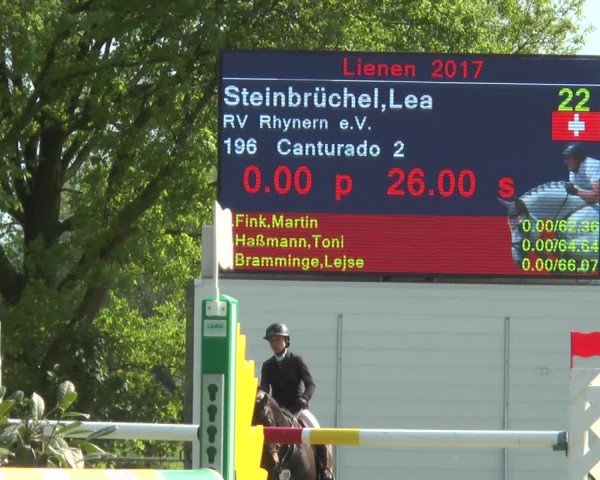 Lienen 2017
Steinbrüchel,Lea 22
RV Rhynern e.V.
196 Canturado 2
0.00 p 26.00 s
.Fink,Martin 0.00/62.36
.Haßmann,Toni 0.00/64.64
.Bramminge,Lejse 0.00/66.07